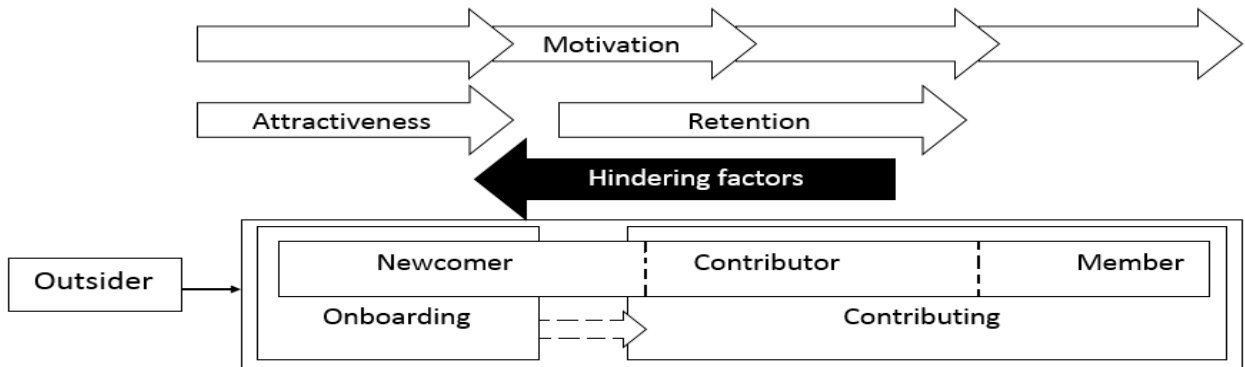 Motivation
Attractiveness
Retention
Hindering factors
Outsider
Newcomer
Contributor
Member
Onboarding
Contributing